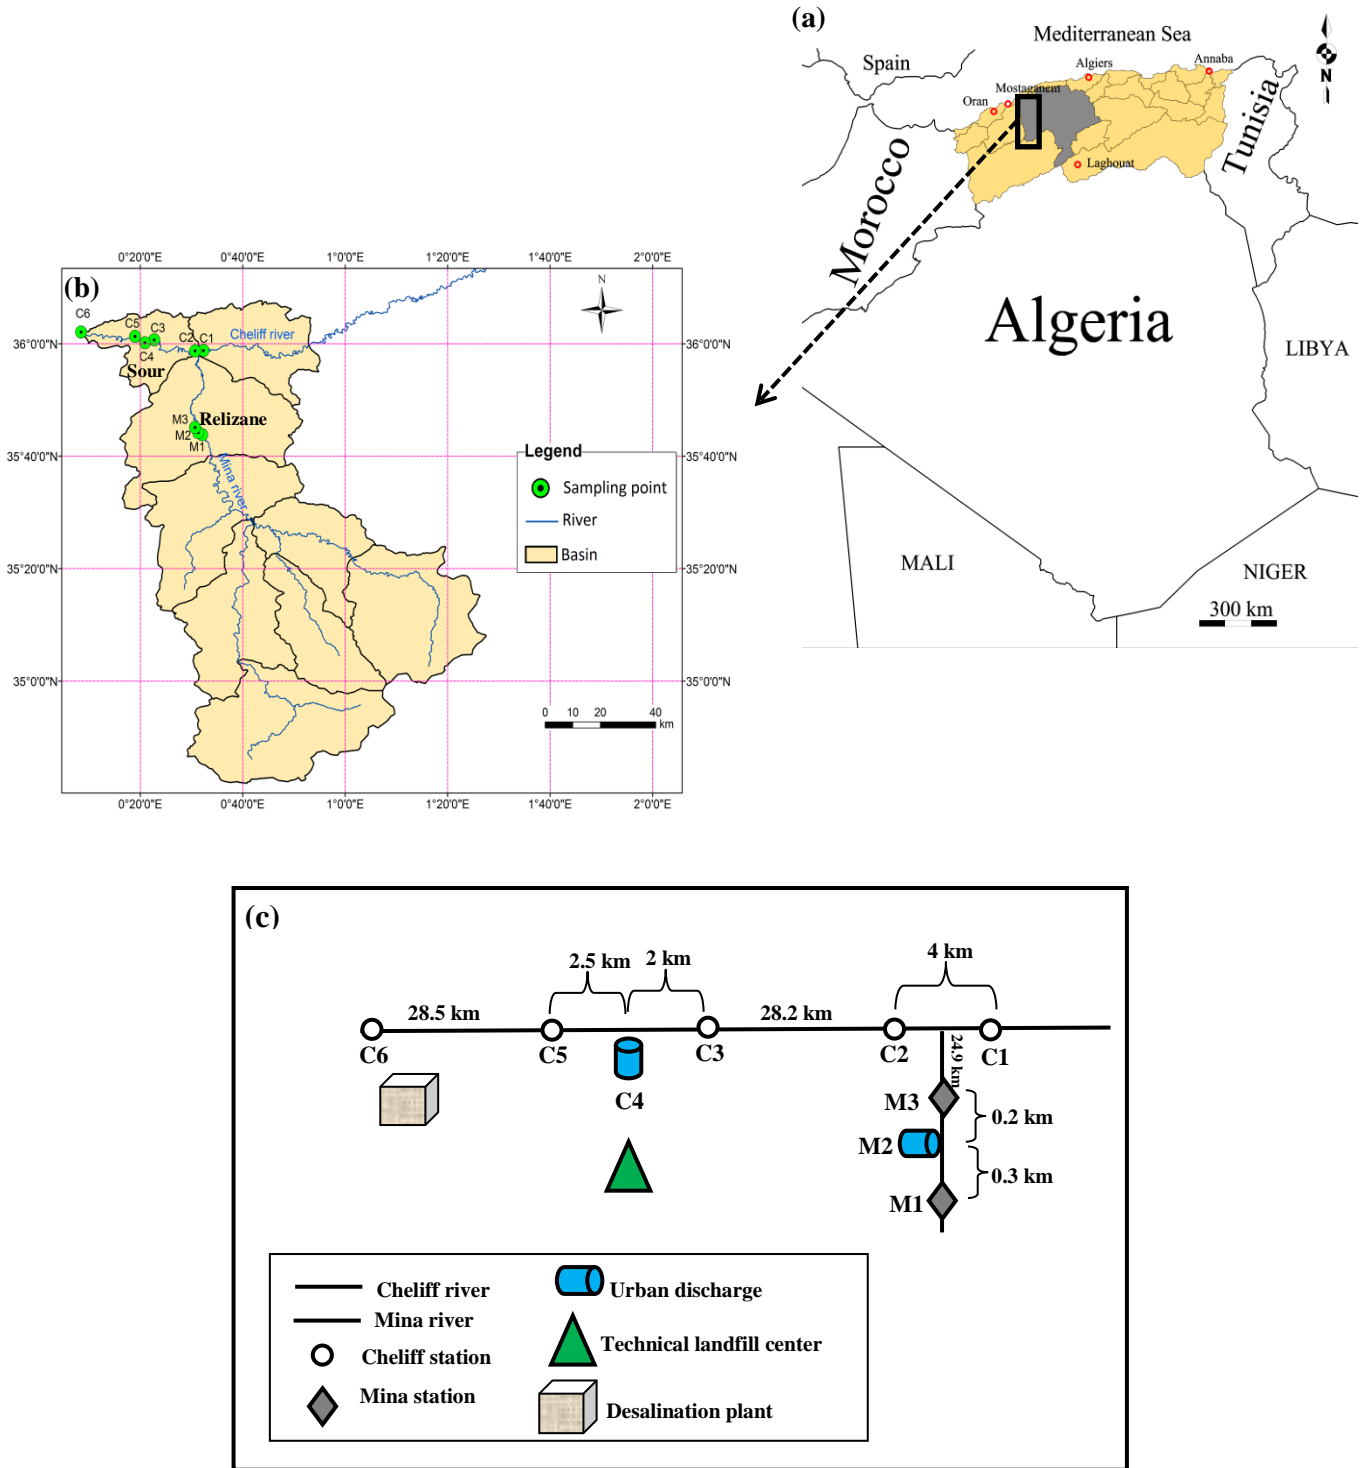 (a)
Mediterranean Sea
Spain
Algiers
Annaba
Mostaganem
Oran
N
Tunisia
Laghouat
Morocco
Algeria
LIBYA
MALI
NIGER
300 km
(b)
0°20'0"E
0°40'0"E
1°0'0"E
1°20'0"E
1°40'0"E
2°0'0"E
N
C6
C5
C3
C2
C1
Cheliff river
36°0'0"N
36°0'0"N
C4
Sour
M3
Relizane
M2
M1
35°40'0"N
35°40'0"N
Mina river
Legend
Sampling point
River
Basin
35°20'0"N
35°20'0"N
35°0'0"N
35°0'0"N
0 10 20 40
km
0°20'0"E
0°40'0"E
1°0'0"E
1°20'0"E
1°40'0"E
2°0'0"E
(c)
2.5 km
2 km
4 km
28.5 km
28.2 km
C6
C5
C3
C2
C1
24.9 km
C4
M3
0.2 km
M2
0.3 km
M1
Cheliff river
Urban discharge
Mina river
Technical landfill center
Cheliff station
Mina station
Desalination plant